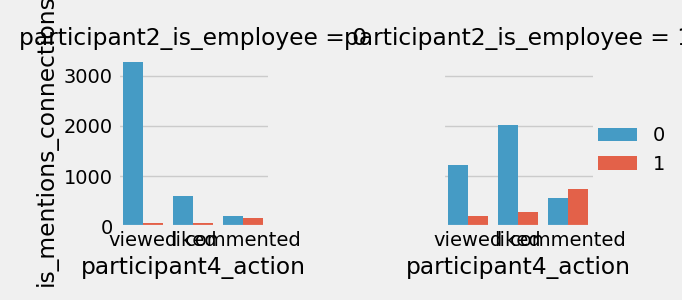 participant2_is_employee = 0
participant2_is_employee = 1
is_mentions_connections
3000
2000
1000
0
0
1
viewed liked commented
viewed liked commented
participant4_action
participant4_action